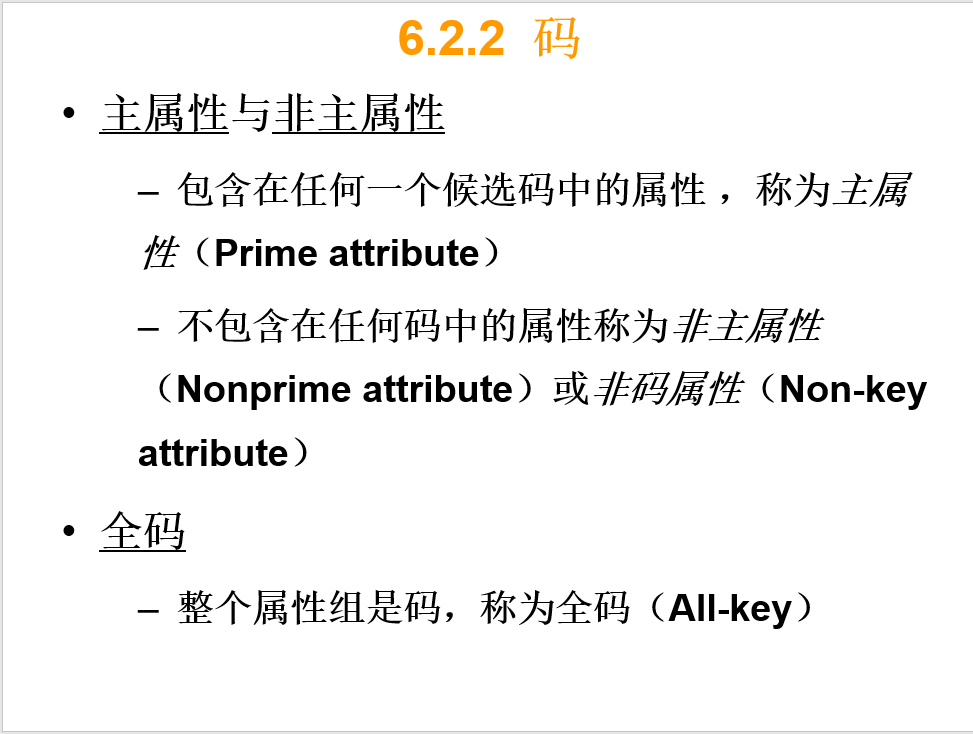 6.2.2 码
• 主属性与非主属性
– 包含在任何一个候选码中的属性 ，称为主属
性（Prime attribute）
– 不包含在任何码中的属性称为非主属性
（Nonprime attribute）或非码属性（Non-key
attribute）
• 全码
– 整个属性组是码，称为全码（All-key）